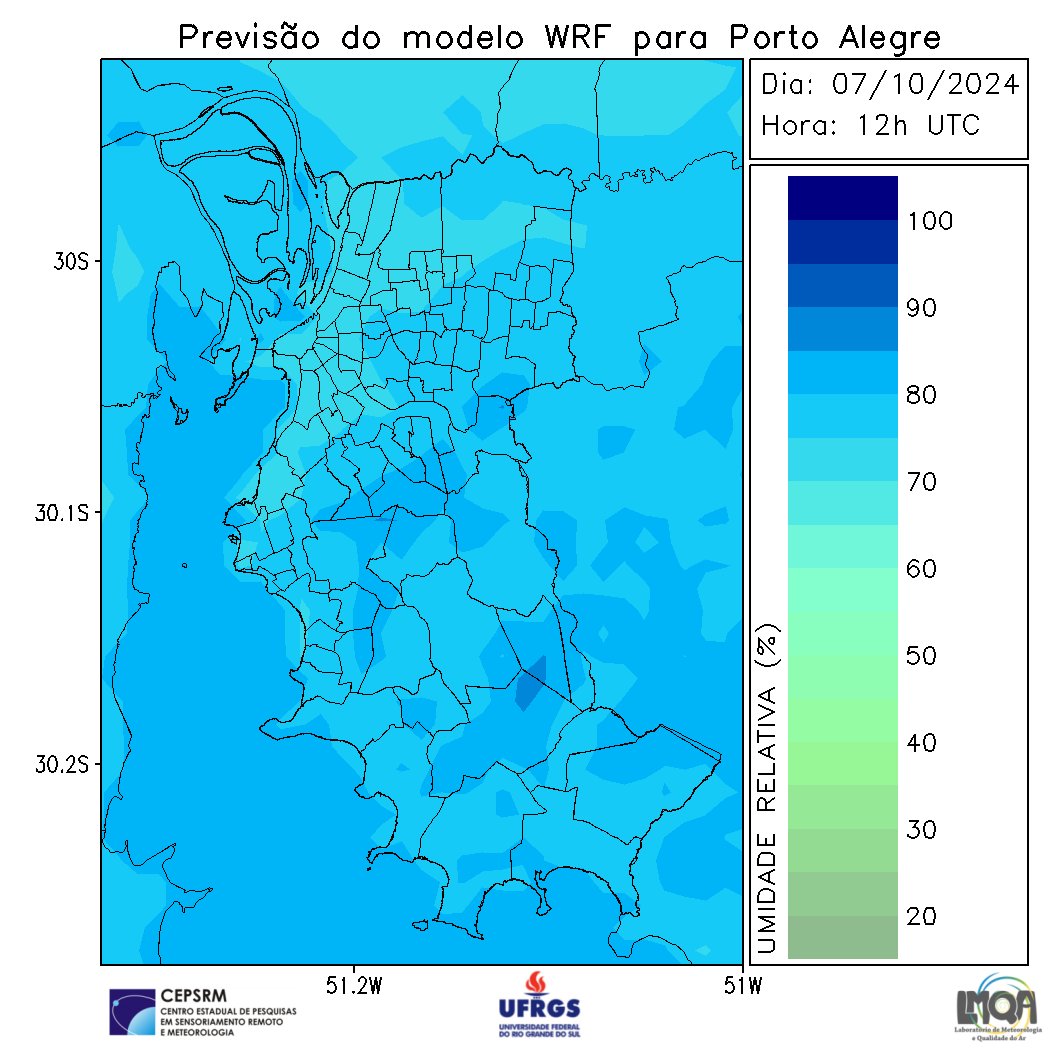 Previsão do modelo WRF para Porto Alegre
Dia: 07/10/2024
Hora: 12h UTC
100
90
80
70
60
50
40
30
20
UMIDADE RELATIVA (%)
30S
30.1S
30.2S
51.2W
51W
CEPSRM
CENTRO ESTADUAL DE PESQUISAS
EM SENSORIAMENTO REMOTO
E METEOROLOGIA
UFRGS
UNIVERSIDADE FEDERAL
DO RIO GRANDE DO SUL
LMQA
Laboratório de Meteorologia
e Qualidade do Ar